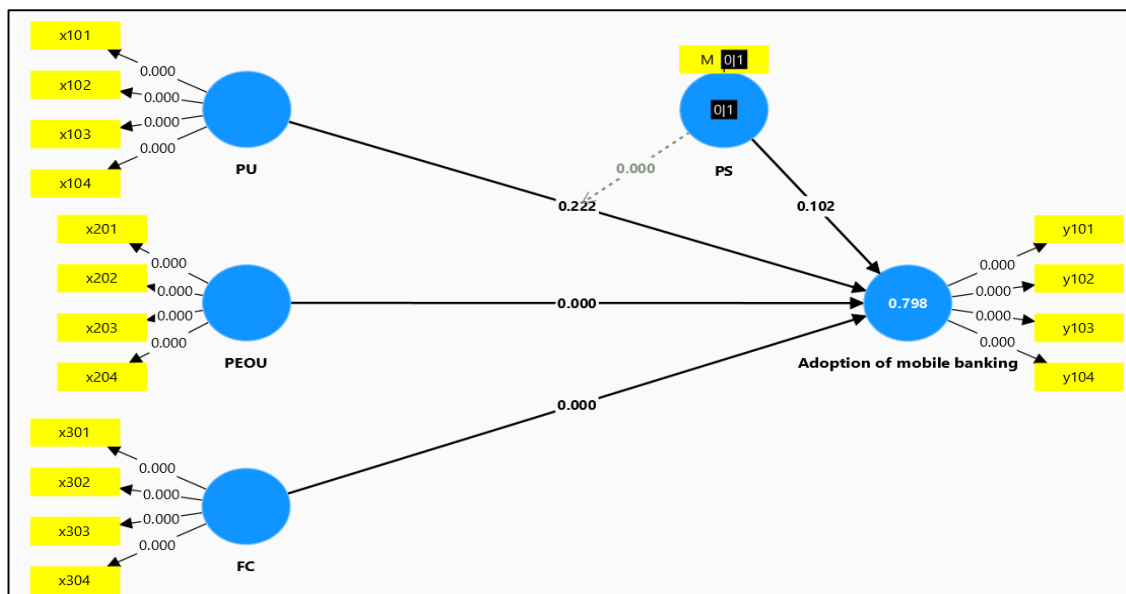 x101
x102
x103
x104
0.000
0.000
0.000
0.000
PU
M 0|1
0|1
PS
0.000
0.222
0.102
x201
x202
x203
x204
0.000
0.000
0.000
0.000
PEOU
0.000
0.798
Adoption of mobile banking
0.000
0.000
0.000
0.000
y101
y102
y103
y104
x301
x302
x303
x304
0.000
0.000
0.000
0.000
FC
0.000